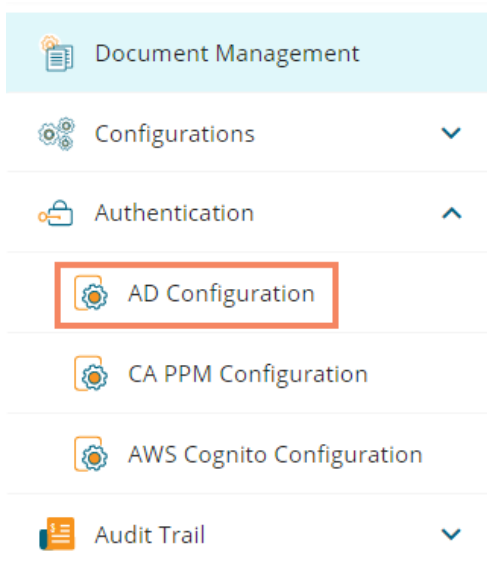 Document Management
Configurations
Authentication
AD Configuration
CA PPM Configuration
AWS Cognito Configuration
Audit Trail